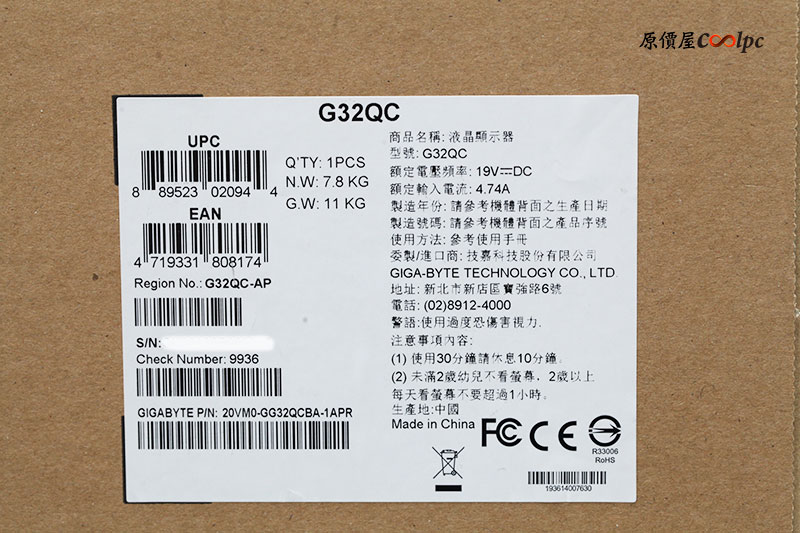 原價屋Coolpc
G32QC
UPC
8 89523 02094 4
EAN
4 719331 808174
Region No.: G32QC-AP
S/N:
Check Number: 9936
GIGABYTE P/N: 20VM0-GG32QCBA-1APR
Q'TY: 1PCS
N.W: 7.8 KG
G.W: 11 KG
商品名稱: 液晶顯示器
型號: G32QC
額定電壓頻率: 19V⎓DC
額定輸入電流: 4.74A
製造年份: 請參考機體背面之生產日期
製造號碼: 請參考機體背面之產品序號
使用方法: 參考使用手冊
委製/進口商: 技嘉科技股份有限公司
GIGA-BYTE TECHNOLOGY CO., LTD.
地址: 新北市新店區寶強路6號
電話: (02)8912-4000
警語:使用過度恐傷害視力.
注意事項內容:
(1) 使用30分鐘請休息10分鐘。
(2) 未滿2歲幼兒不看螢幕，2歲以上
每天看螢幕不要超過1小時。
生產地:中國
Made in China
FC CE
R33006
RoHS
193614007630